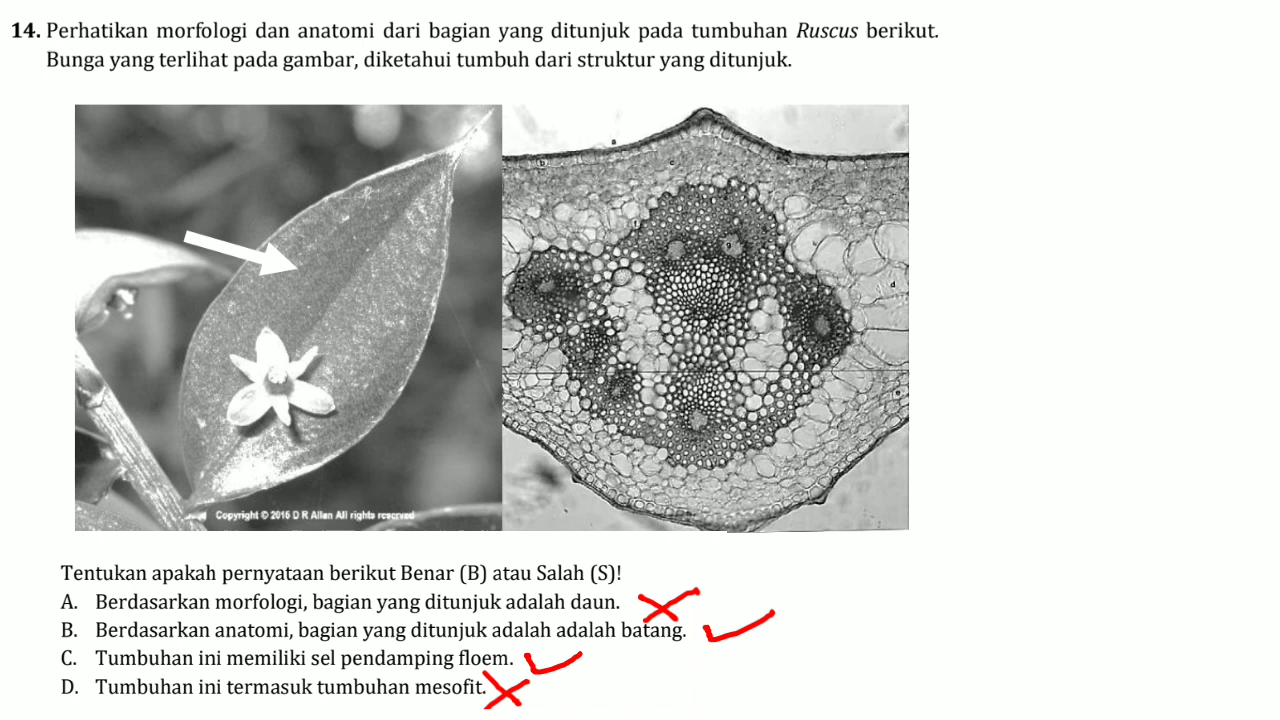 14. Perhatikan morfologi dan anatomi dari bagian yang ditunjuk pada tumbuhan Ruscus berikut.
Bunga yang terlihat pada gambar, diketahui tumbuh dari struktur yang ditunjuk.
a
b
c
f
g
d
e
Copyright © 2016 D R Allen All rights reserved
Tentukan apakah pernyataan berikut Benar (B) atau Salah (S)!
A. Berdasarkan morfologi, bagian yang ditunjuk adalah daun.
B. Berdasarkan anatomi, bagian yang ditunjuk adalah adalah batang.
C. Tumbuhan ini memiliki sel pendamping floem.
D. Tumbuhan ini termasuk tumbuhan mesofit.